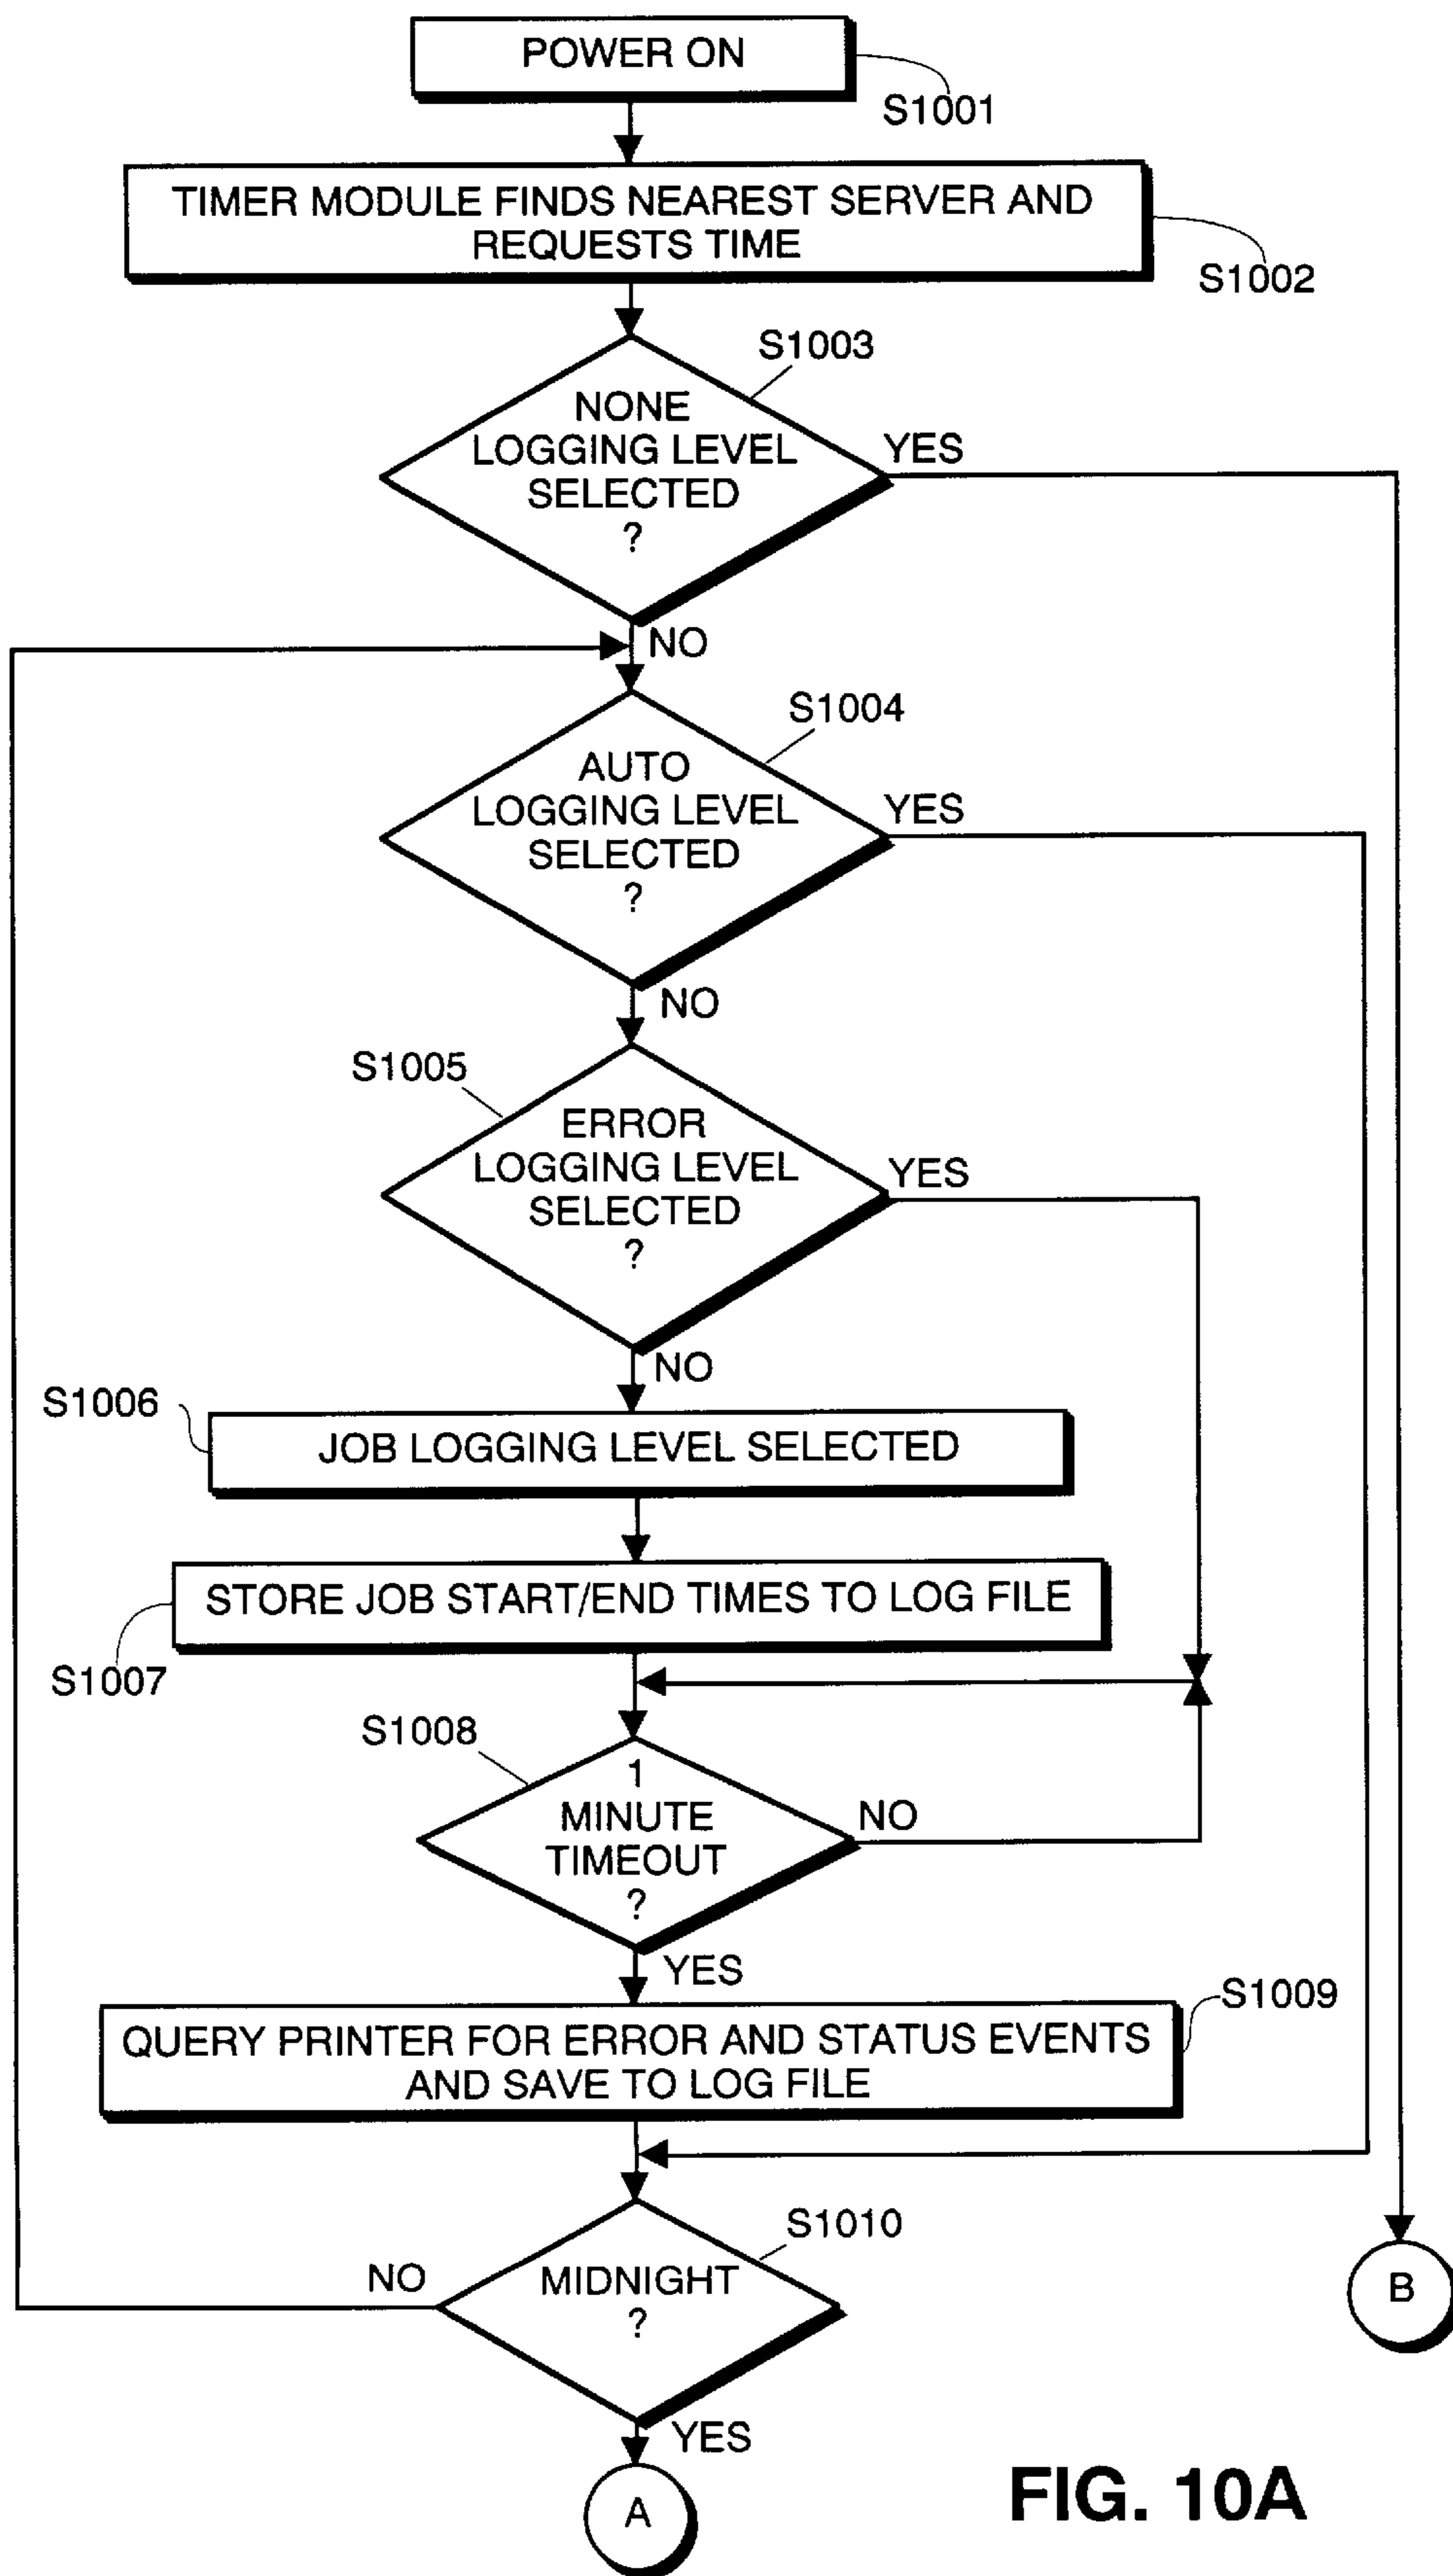 POWER ON
S1001
TIMER MODULE FINDS NEAREST SERVER AND
REQUESTS TIME
S1002
S1003
NONE
LOGGING LEVEL
SELECTED
?
YES
NO
S1004
AUTO
LOGGING LEVEL
SELECTED
?
YES
NO
S1005
ERROR
LOGGING LEVEL
SELECTED
?
YES
NO
S1006
JOB LOGGING LEVEL SELECTED
STORE JOB START/END TIMES TO LOG FILE
S1007
S1008
1
MINUTE
TIMEOUT
?
NO
YES
S1009
QUERY PRINTER FOR ERROR AND STATUS EVENTS
AND SAVE TO LOG FILE
S1010
MIDNIGHT
?
NO
YES
B
A
FIG. 10A